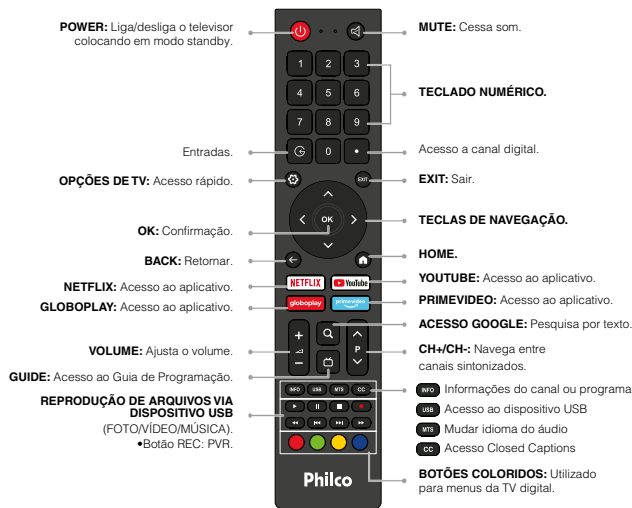 POWER: Liga/desliga o televisor
colocando em modo standby.
MUTE: Cessa som.
1 2 3
4 5 6
7 8 9
0 •
TECLADO NUMÉRICO.
Entradas.
Acesso a canal digital.
OPÇÕES DE TV: Acesso rápido.
EXIT
EXIT: Sair.
OK
TECLAS DE NAVEGAÇÃO.
OK: Confirmação.
BACK: Retornar.
HOME.
NETFLIX: Acesso ao aplicativo.
NETFLIX
YouTube
YOUTUBE: Acesso ao aplicativo.
GLOBOPLAY: Acesso ao aplicativo.
globoplay
primevideo
PRIMEVIDEO: Acesso ao aplicativo.
ACESSO GOOGLE: Pesquisa por texto.
+
P
−
VOLUME: Ajusta o volume.
CH+/CH-: Navega entre
canais sintonizados.
GUIDE: Acesso ao Guia de Programação.
INFO USB MTS CC
REPRODUÇÃO DE ARQUIVOS VIA
DISPOSITIVO USB
(FOTO/VÍDEO/MÚSICA).
•Botão REC: PVR.
INFO Informações do canal ou programa
USB Acesso ao dispositivo USB
MTS Mudar idioma do áudio
CC Acesso Closed Captions
BOTÕES COLORIDOS: Utilizado
para menus da TV digital.
Philco